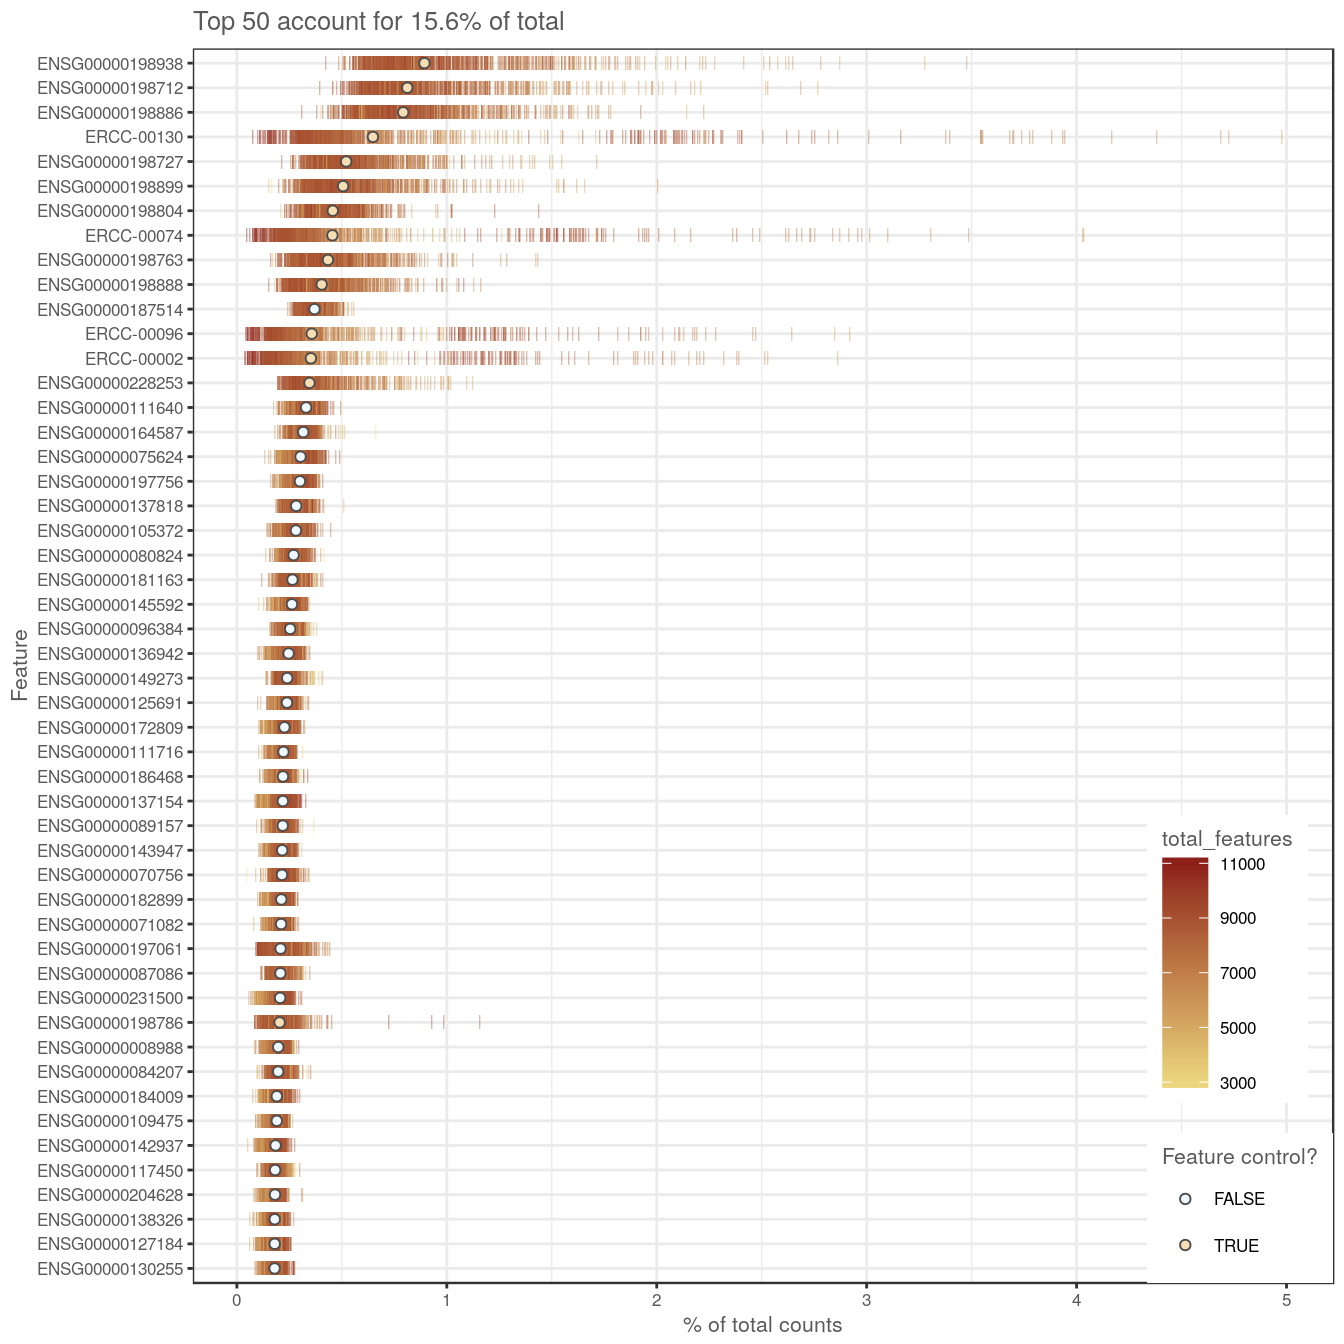 Top 50 account for 15.6% of total
ENSG00000198938
ENSG00000198712
ENSG00000198886
ERCC-00130
ENSG00000198727
ENSG00000198899
ENSG00000198804
ERCC-00074
ENSG00000198763
ENSG00000198888
ENSG00000187514
ERCC-00096
ERCC-00002
ENSG00000228253
ENSG00000111640
ENSG00000164587
ENSG00000075624
ENSG00000197756
ENSG00000137818
ENSG00000105372
ENSG00000080824
ENSG00000181163
ENSG00000145592
ENSG00000096384
ENSG00000136942
ENSG00000149273
ENSG00000125691
ENSG00000172809
ENSG00000111716
ENSG00000186468
ENSG00000137154
ENSG00000089157
ENSG00000143947
ENSG00000070756
ENSG00000182899
ENSG00000071082
ENSG00000197061
ENSG00000087086
ENSG00000231500
ENSG00000198786
ENSG00000008988
ENSG00000084207
ENSG00000184009
ENSG00000109475
ENSG00000142937
ENSG00000117450
ENSG00000204628
ENSG00000138326
ENSG00000127184
ENSG00000130255
Feature
0 1 2 3 4 5
% of total counts
total_features
11000
9000
7000
5000
3000
Feature control?
FALSE
TRUE